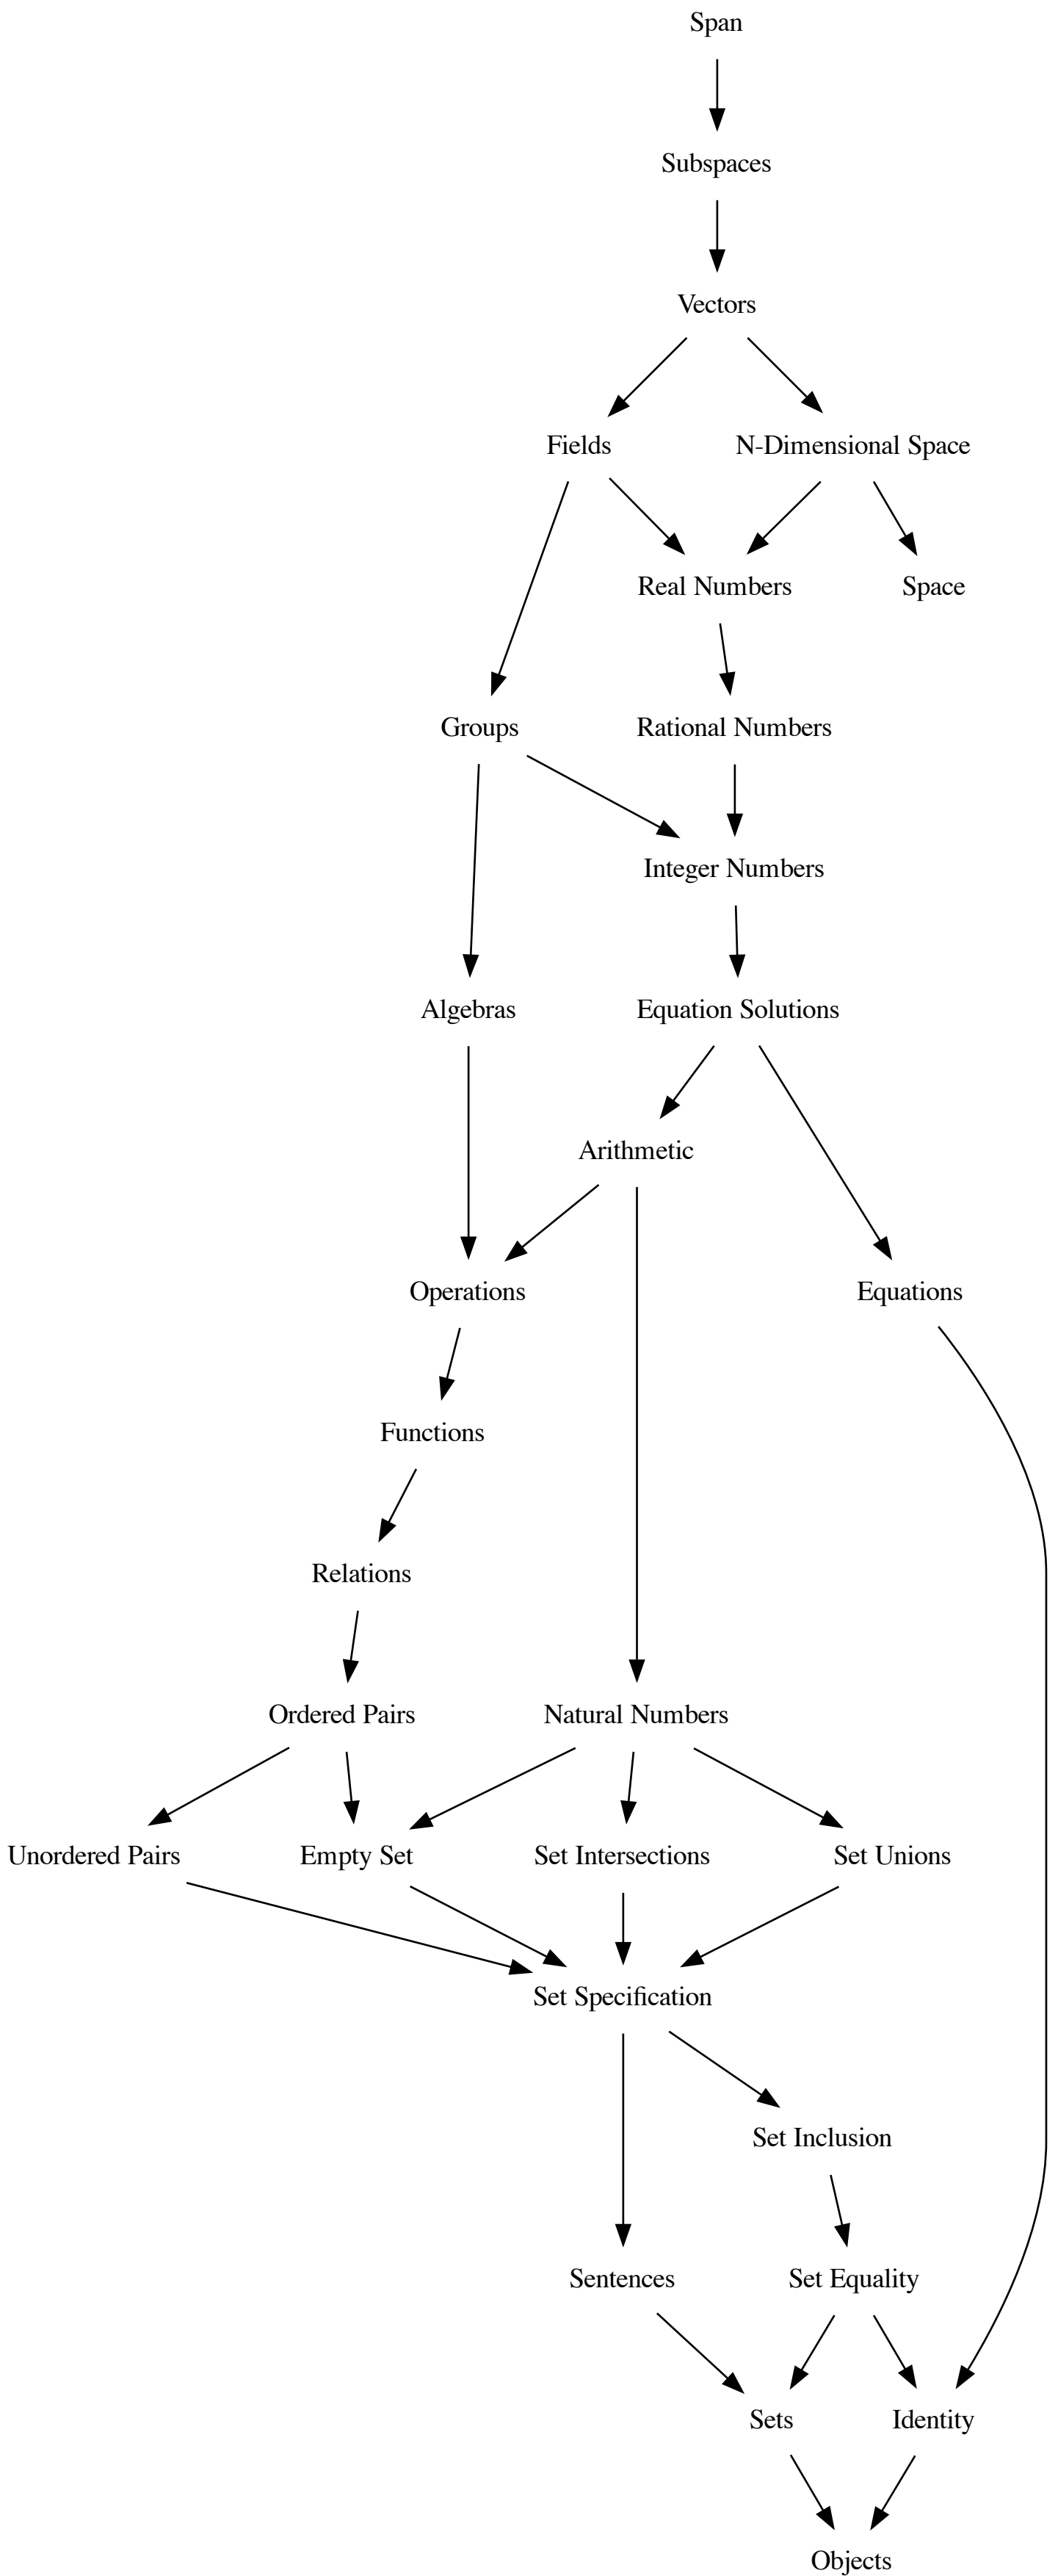 Span
Subspaces
Vectors
Fields
N-Dimensional Space
Real Numbers
Space
Groups
Rational Numbers
Integer Numbers
Algebras
Equation Solutions
Arithmetic
Operations
Equations
Functions
Relations
Ordered Pairs
Natural Numbers
Unordered Pairs
Empty Set
Set Intersections
Set Unions
Set Specification
Set Inclusion
Sentences
Set Equality
Sets
Identity
Objects